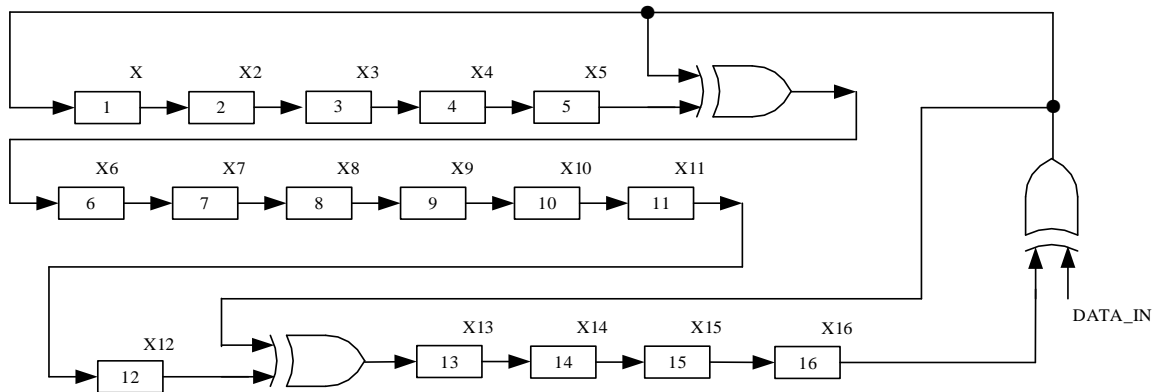 X X2 X3 X4 X5
1 2 3 4 5
X6 X7 X8 X9 X10 X11
6 7 8 9 10 11
DATA_IN
X12 X13 X14 X15 X16
12 13 14 15 16